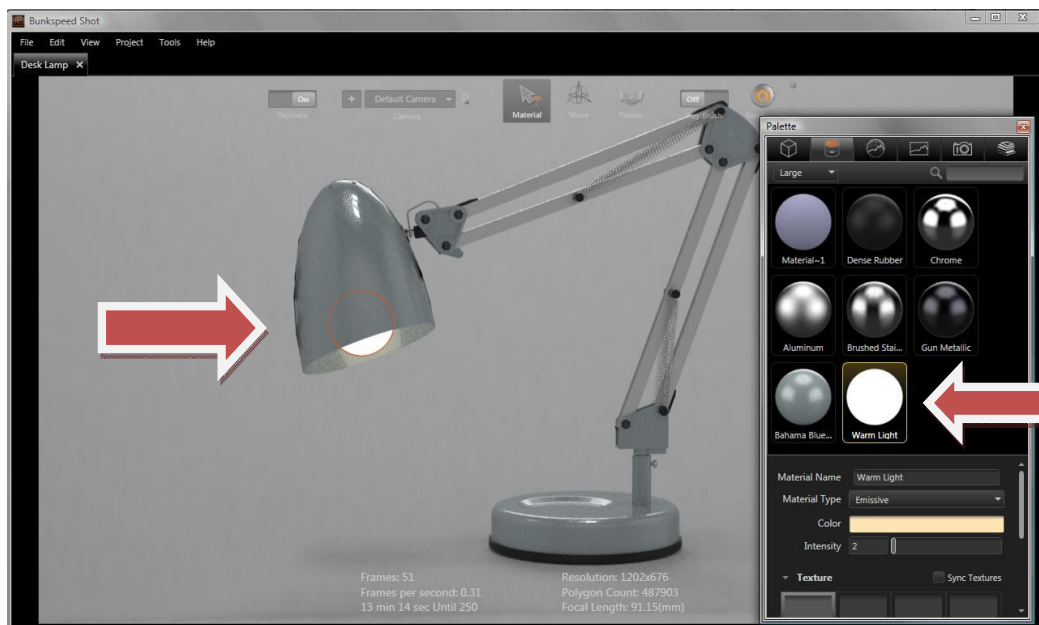 Bunkspeed Shot
File Edit View Project Tools Help
Desk Lamp
On
Default Camera
Off
Raytrace
Camera
Material
Move
Rotate
Palette
Large
Material~1 Dense Rubber Chrome
Aluminum Brushed Stai... Gun Metallic
Bahama Blue... Warm Light
Material Name Warm Light
Material Type Emissive
Color
Intensity 2
Texture Sync Textures
Frames: 51
Frames per second: 0.31
13 min 14 sec Until 250
Resolution: 1202x676
Polygon Count: 487903
Focal Length: 91.15(mm)